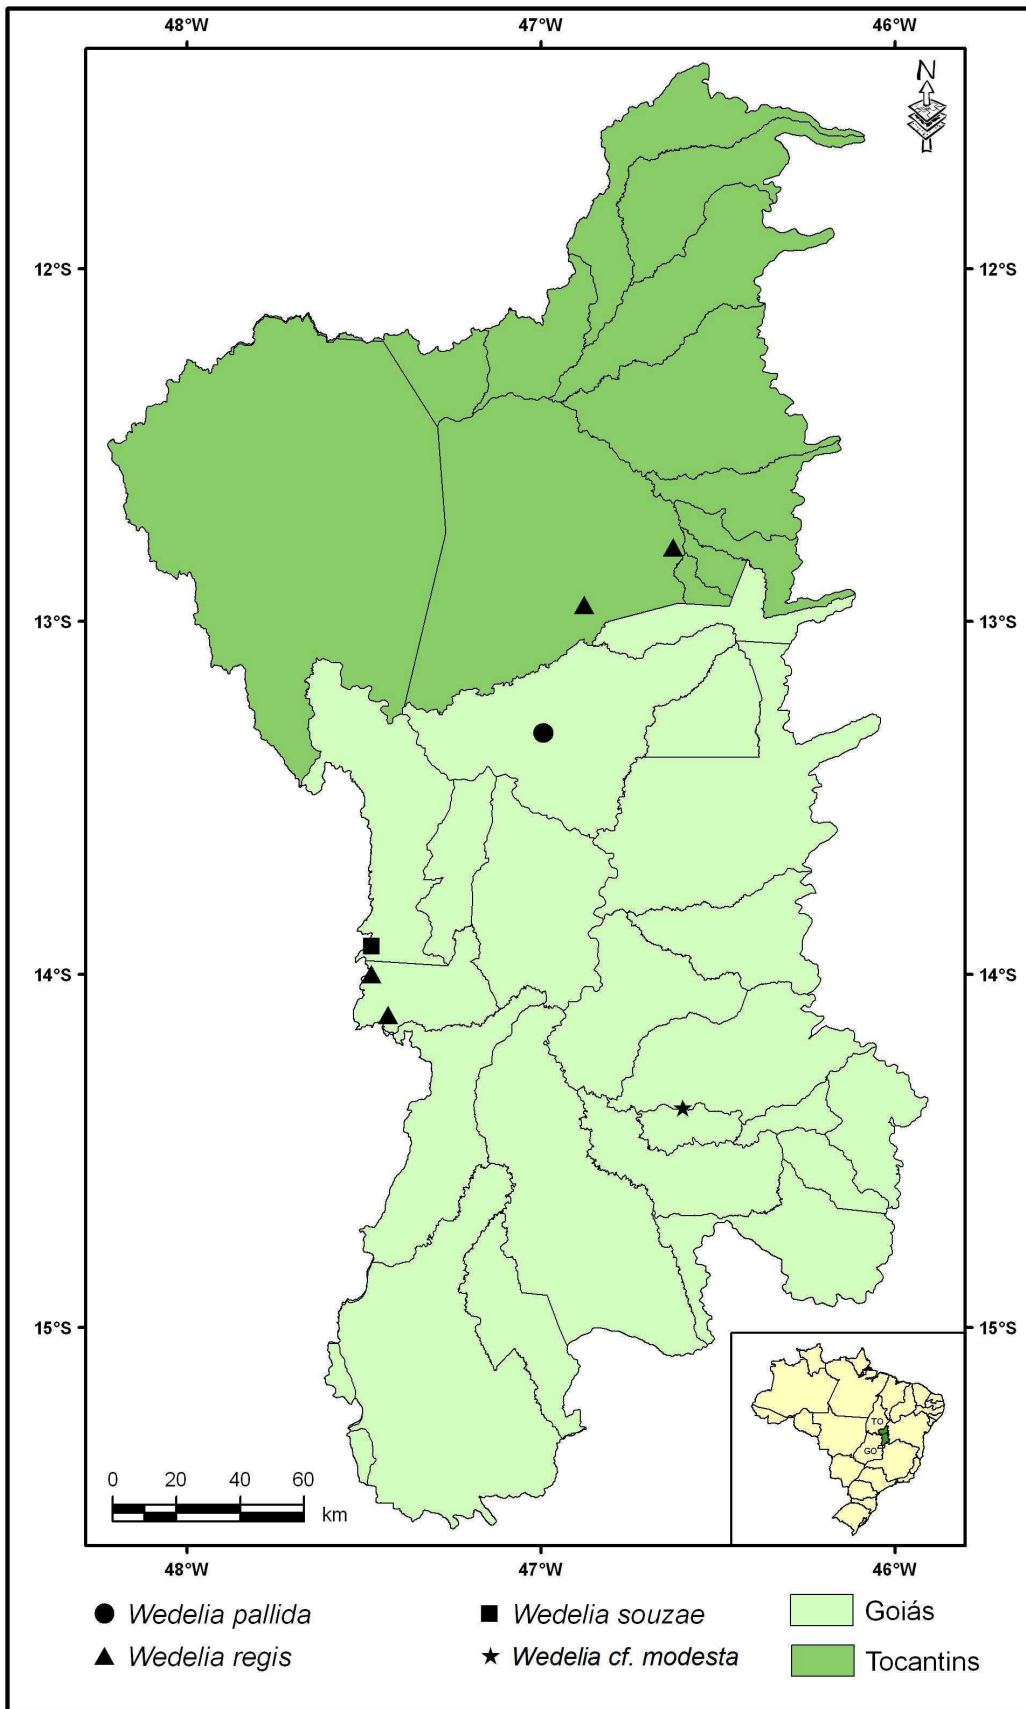 48°W 47°W 46°W
N
12°S 12°S
13°S 13°S
14°S 14°S
15°S 15°S
TO
GO
0 20 40 60
km
48°W 47°W 46°W
Wedelia pallida Wedelia souzae Goiás
Wedelia regis Wedelia cf. modesta Tocantins